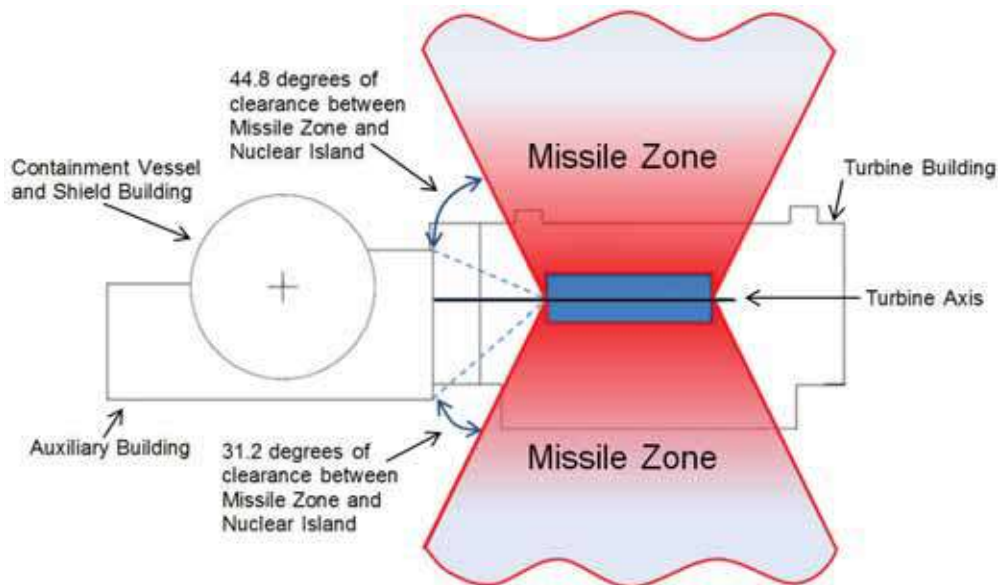 44.8 degrees of
clearance between
Missile Zone and
Nuclear Island
Containment Vessel
and Shield Building
Missile Zone
Turbine Building
Turbine Axis
Auxiliary Building
31.2 degrees of
clearance between
Missile Zone and
Nuclear Island
Missile Zone